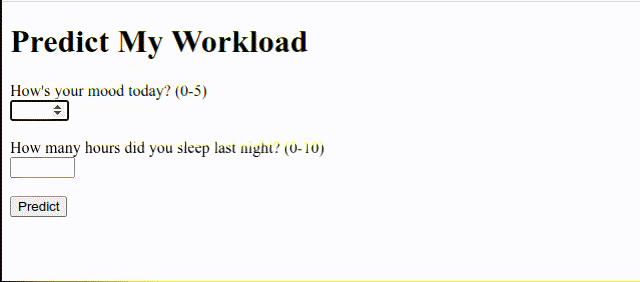 Predict My Workload
How's your mood today? (0-5)
How many hours did you sleep last night? (0-10)
Predict